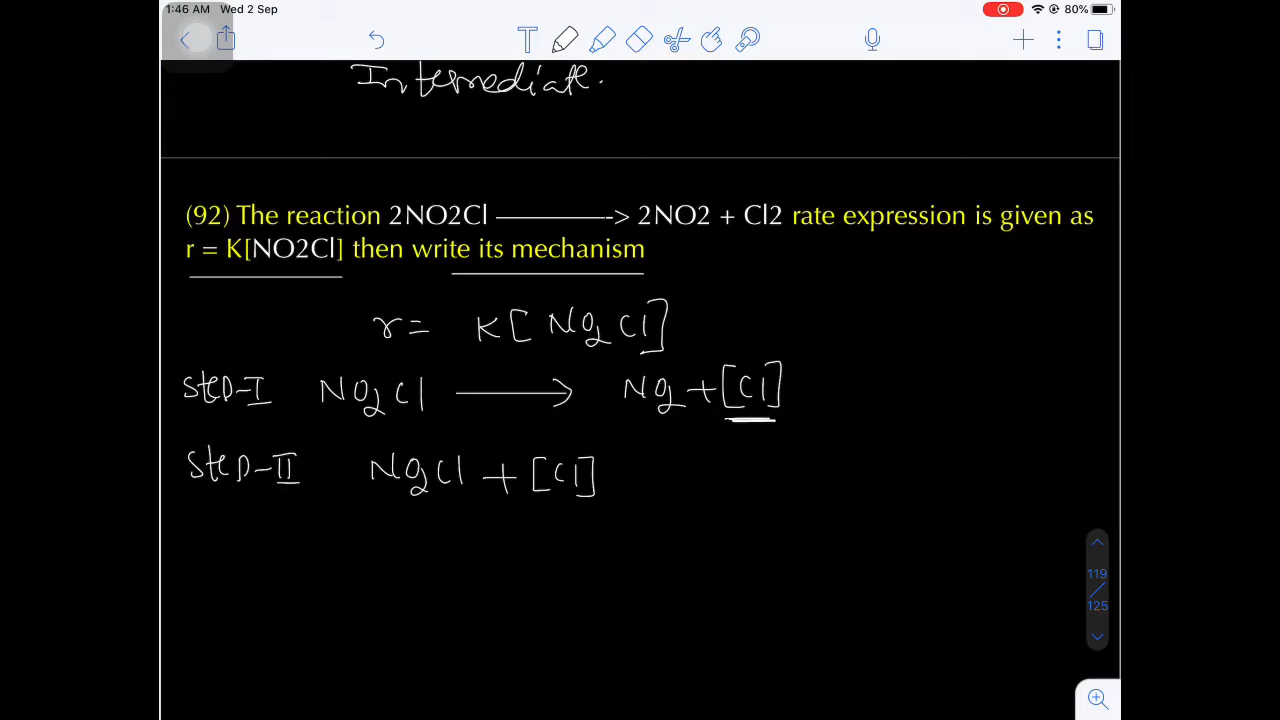 1:46 AM Wed 2 Sep 80%
T
Intermediate.
(92) The reaction 2NO2Cl ————-> 2NO2 + Cl2 rate expression is given as
r = K[NO2Cl] then write its mechanism
r = K[NO2Cl]
Step-I NO2Cl ⟶ NO2 + [Cl]
Step-II NO2Cl + [Cl]
119
/
125